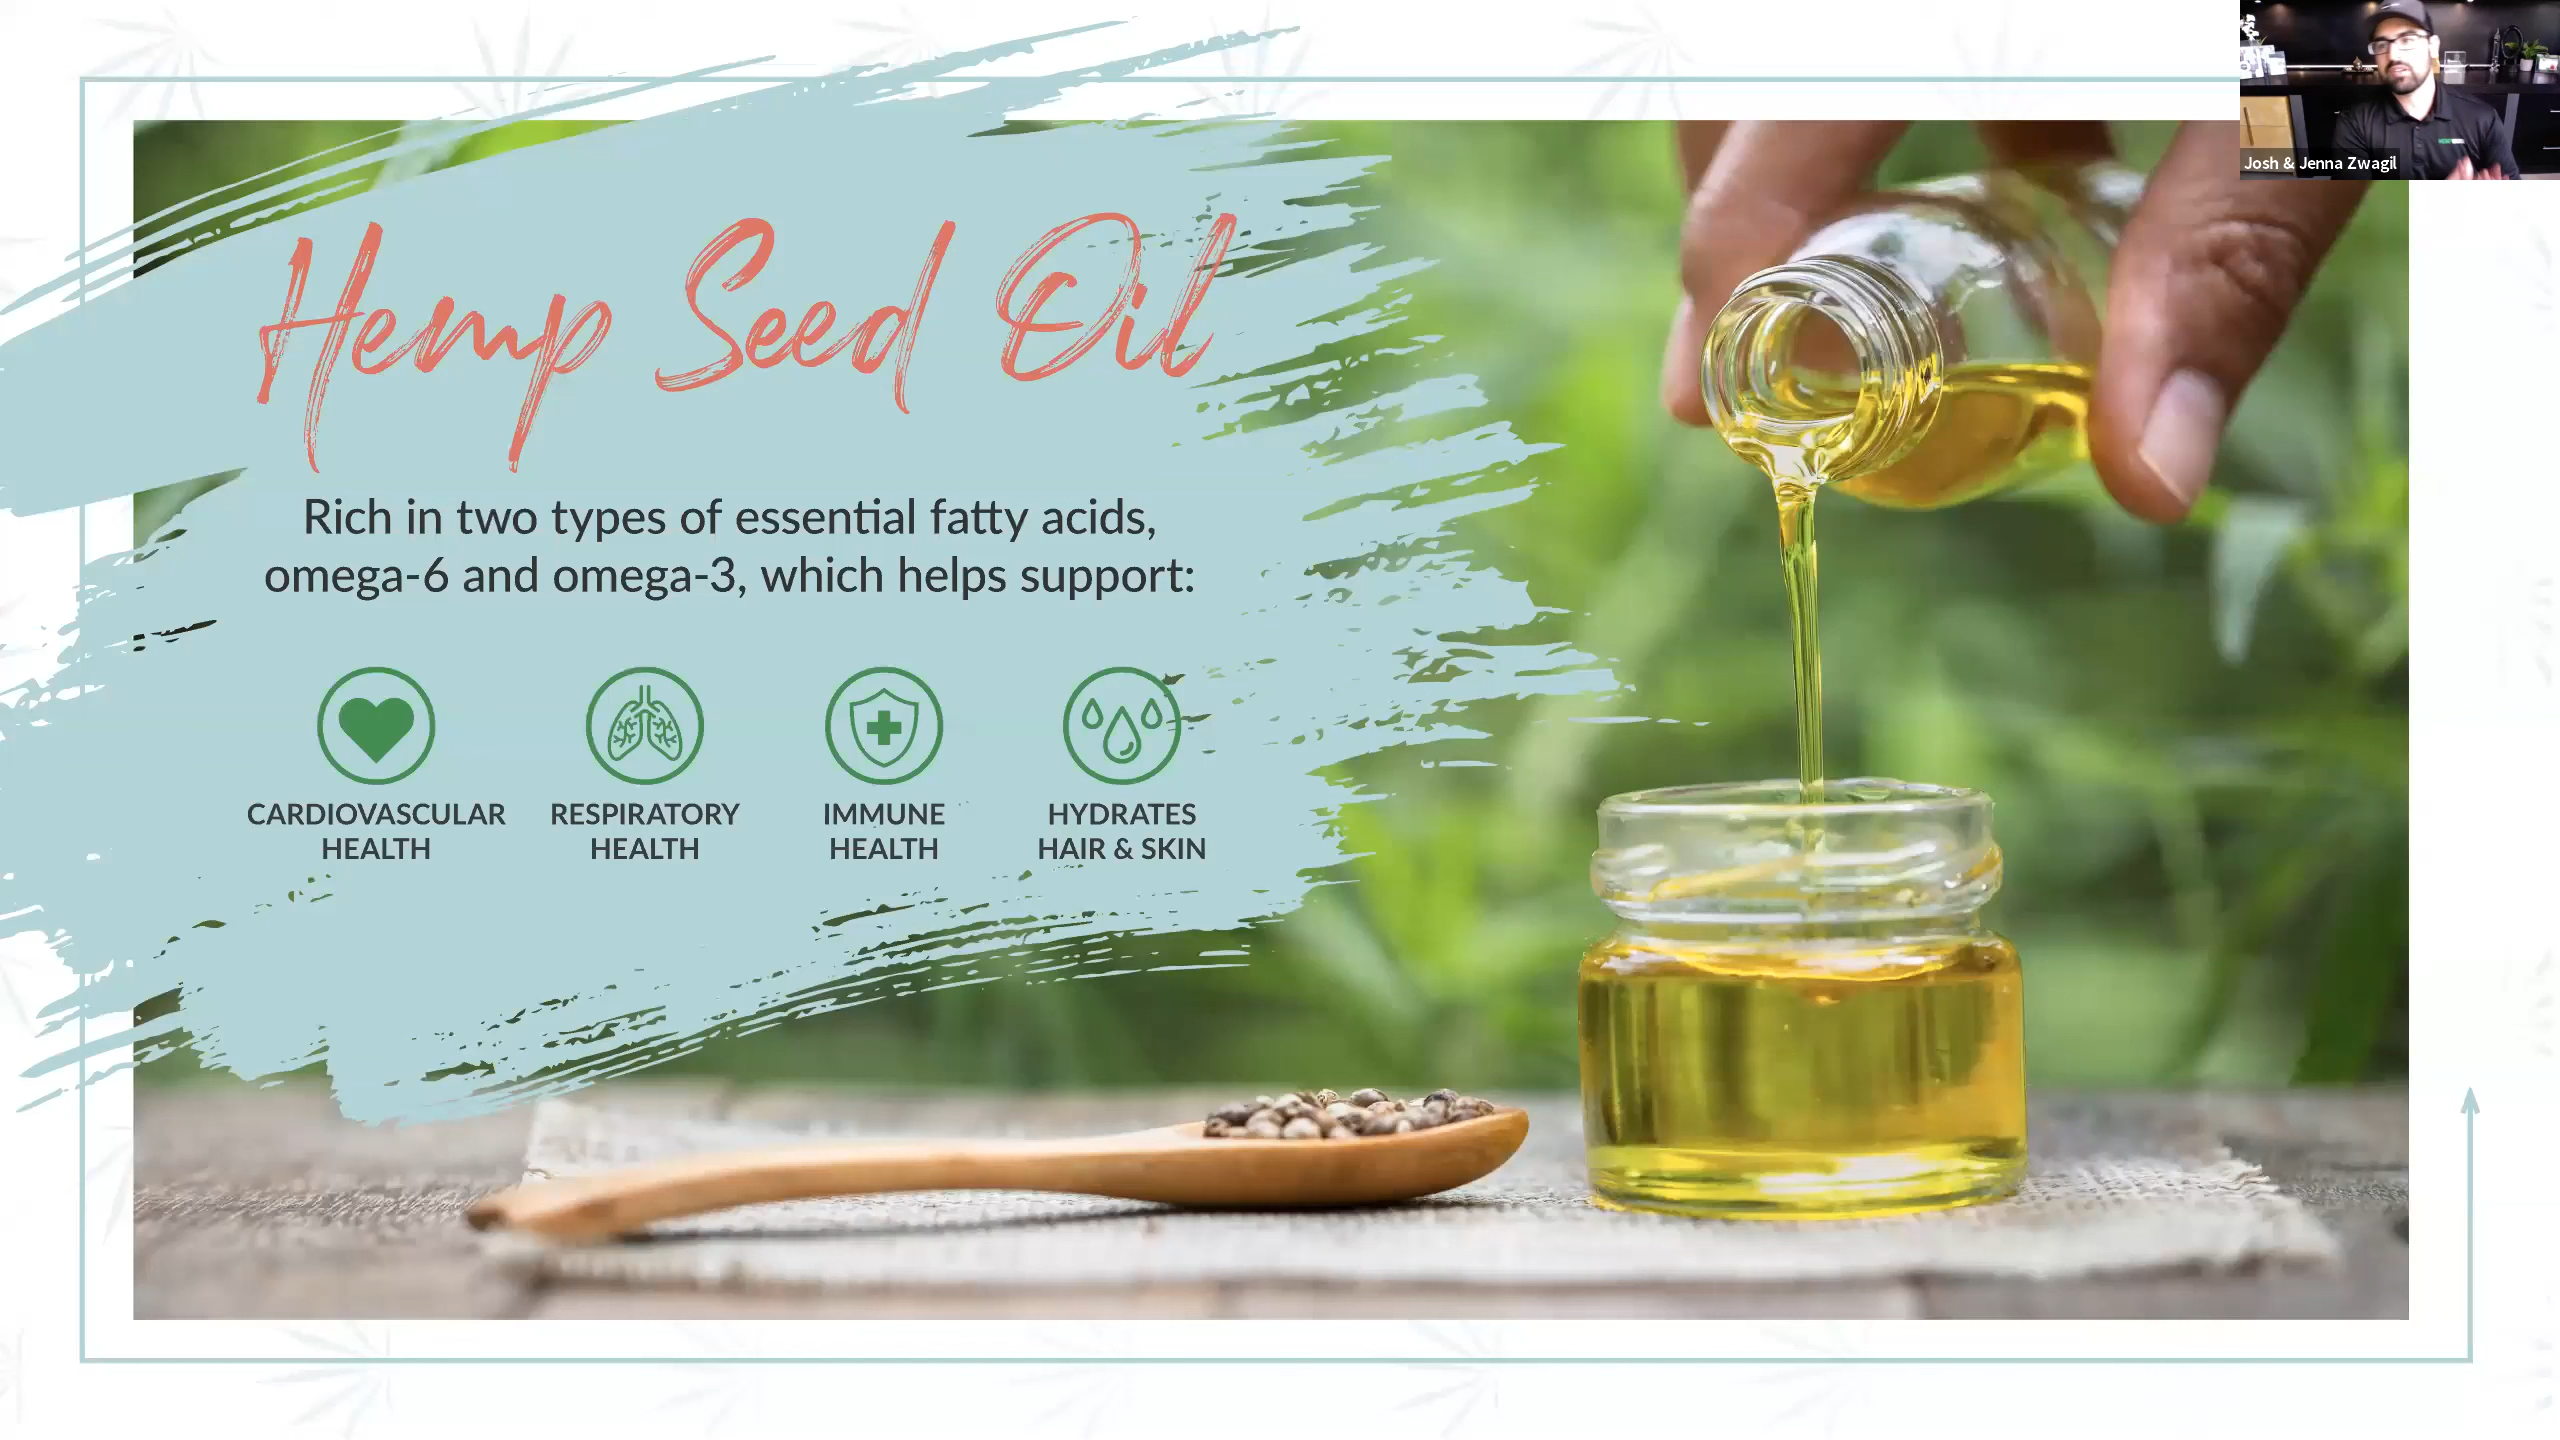 Josh & Jenna Zwagil
Hemp Seed Oil
Rich in two types of essential fatty acids,
omega-6 and omega-3, which helps support:
CARDIOVASCULAR
HEALTH
RESPIRATORY
HEALTH
IMMUNE
HEALTH
HYDRATES
HAIR & SKIN